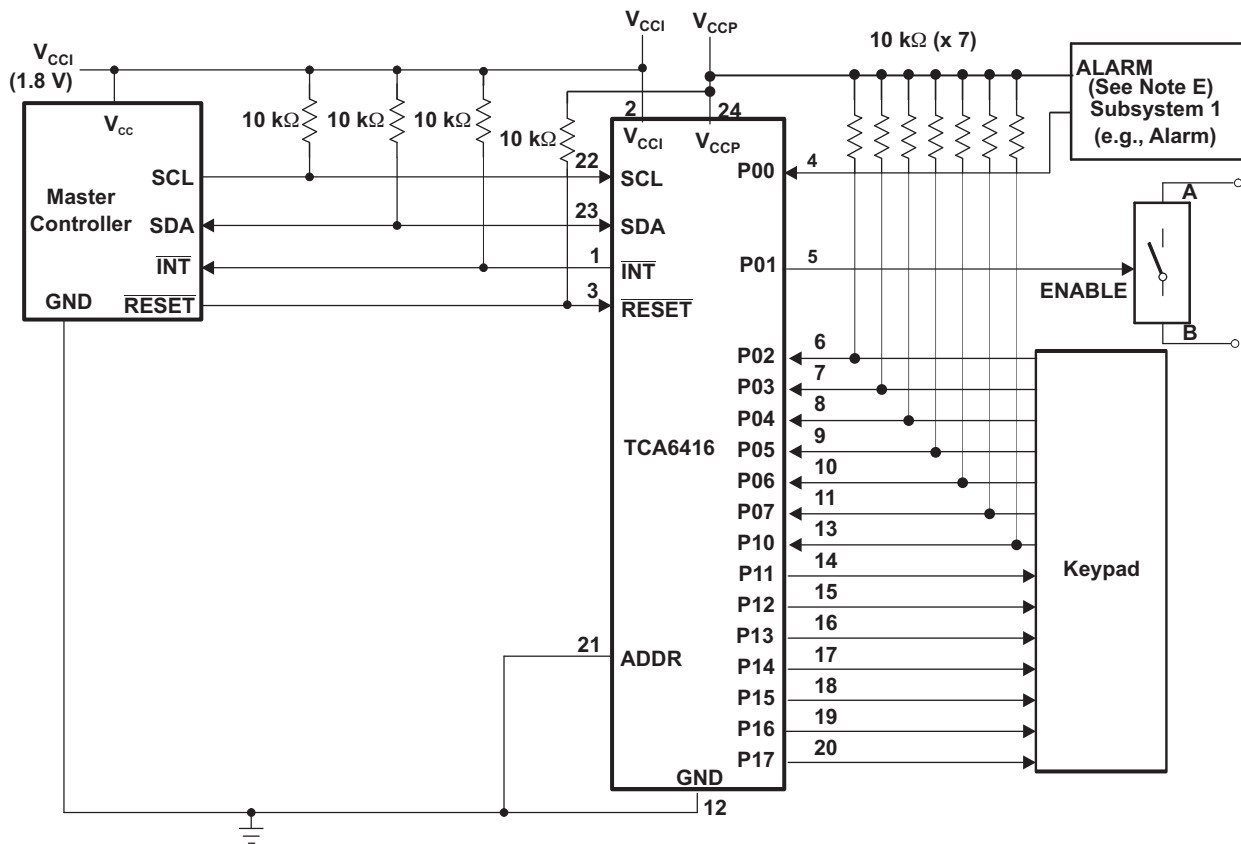 V_CCI
(1.8 V)
V_CCI
V_CCP
10 kΩ (x 7)
ALARM
(See Note E)
Subsystem 1
(e.g., Alarm)
V_CC
10 kΩ
10 kΩ
10 kΩ
10 kΩ
2
24
V_CCI
V_CCP
Master
Controller
SCL
22
SCL
P00
4
A
SDA
23
SDA
INT
1
INT
P01
5
ENABLE
GND
RESET
3
RESET
B
P02
6
P03
7
P04
8
TCA6416
P05
9
P06
10
P07
11
P10
13
Keypad
P11
14
P12
15
P13
16
21
ADDR
P14
17
P15
18
P16
19
P17
20
GND
12